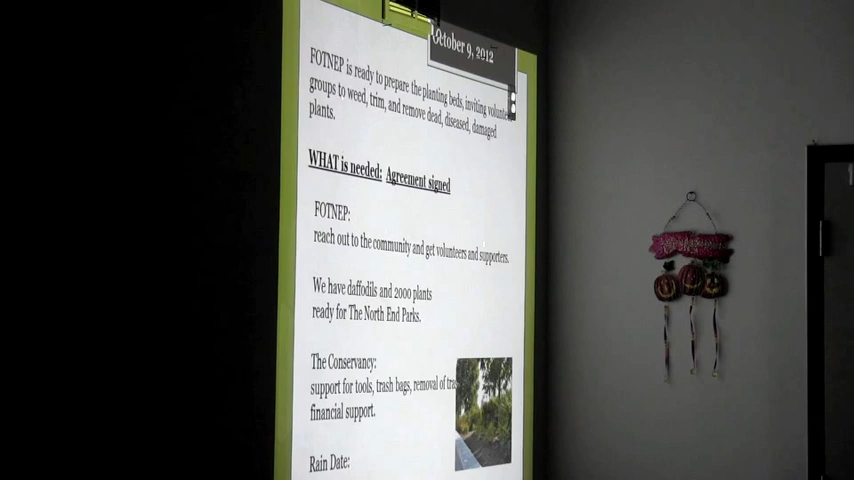 October 9, 2012
FOTNEP is ready to prepare the planting beds, inviting
groups to weed, trim, and remove dead, diseased, damaged
plants.
WHAT is needed: Agreement signed
FOTNEP:
reach out to the community and get volunteers and supporters.
We have daffodils and 2000 plants
ready for The North End Parks.
The Conservancy:
support for tools, trash bags, removal of
financial support.
Rain Date: